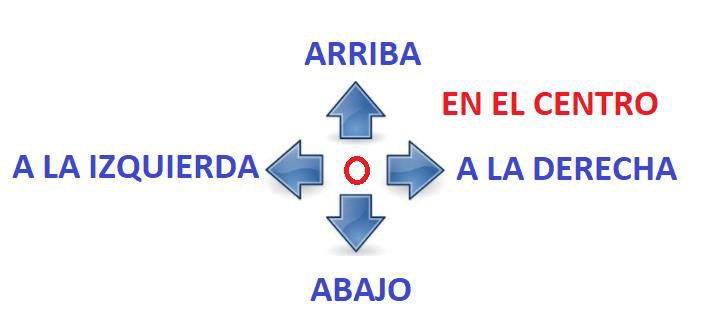 ARRIBA
EN EL CENTRO
A LA IZQUIERDA
O
A LA DERECHA
ABAJO